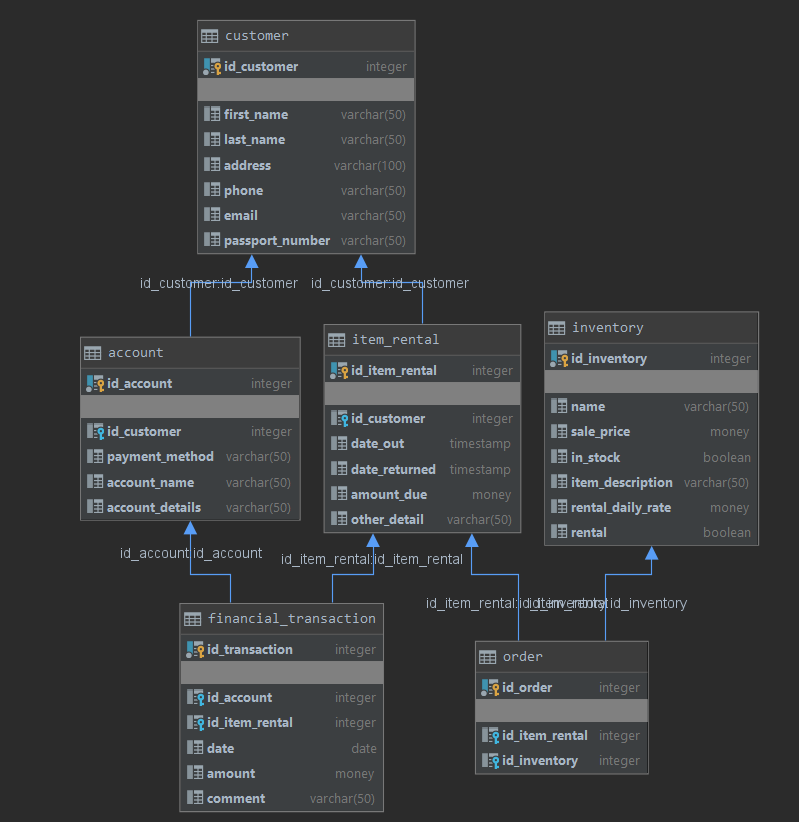 customer
id_customer integer
first_name varchar(50)
last_name varchar(50)
address varchar(100)
phone varchar(50)
email varchar(50)
passport_number varchar(50)
id_customer:id_customer id_customer:id_customer
account
id_account integer
id_customer integer
payment_method varchar(50)
account_name varchar(50)
account_details varchar(50)
item_rental
id_item_rental integer
id_customer integer
date_out timestamp
date_returned timestamp
amount_due money
other_detail varchar(50)
inventory
id_inventory integer
name varchar(50)
sale_price money
in_stock boolean
item_description varchar(50)
rental_daily_rate money
rental boolean
id_account:id_account
id_item_rental:id_item_rental
id_item_rental:id_item_rental
id_inventory:id_inventory
financial_transaction
id_transaction integer
id_account integer
id_item_rental integer
date date
amount money
comment varchar(50)
order
id_order integer
id_item_rental integer
id_inventory integer